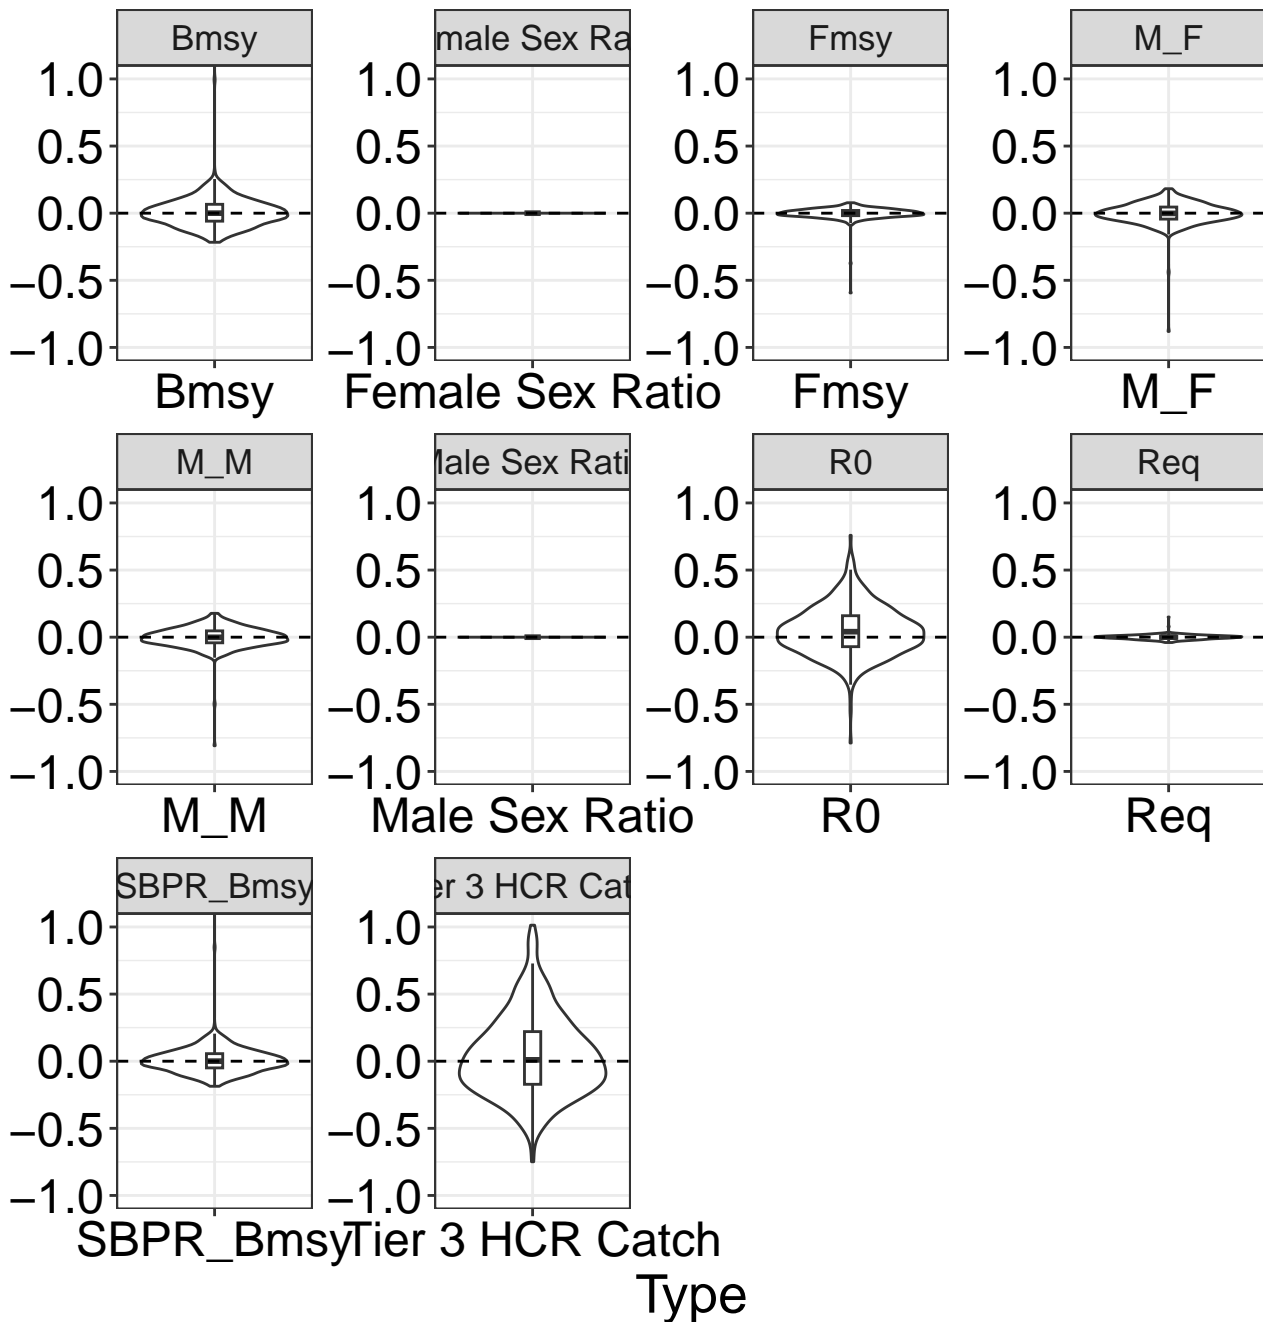 Bmsy
male Sex Ra
Fmsy
M_F
1.0
0.5
0.0
−0.5
−1.0
1.0
0.5
0.0
−0.5
−1.0
1.0
0.5
0.0
−0.5
−1.0
1.0
0.5
0.0
−0.5
−1.0
Bmsy
Female Sex Ratio
Fmsy
M_F
M_M
Male Sex Rati
R0
Req
1.0
0.5
0.0
−0.5
−1.0
1.0
0.5
0.0
−0.5
−1.0
1.0
0.5
0.0
−0.5
−1.0
1.0
0.5
0.0
−0.5
−1.0
M_M
Male Sex Ratio
R0
Req
SBPR_Bmsy
er 3 HCR Cat
1.0
0.5
0.0
−0.5
−1.0
1.0
0.5
0.0
−0.5
−1.0
SBPR_Bmsy
Tier 3 HCR Catch
Type